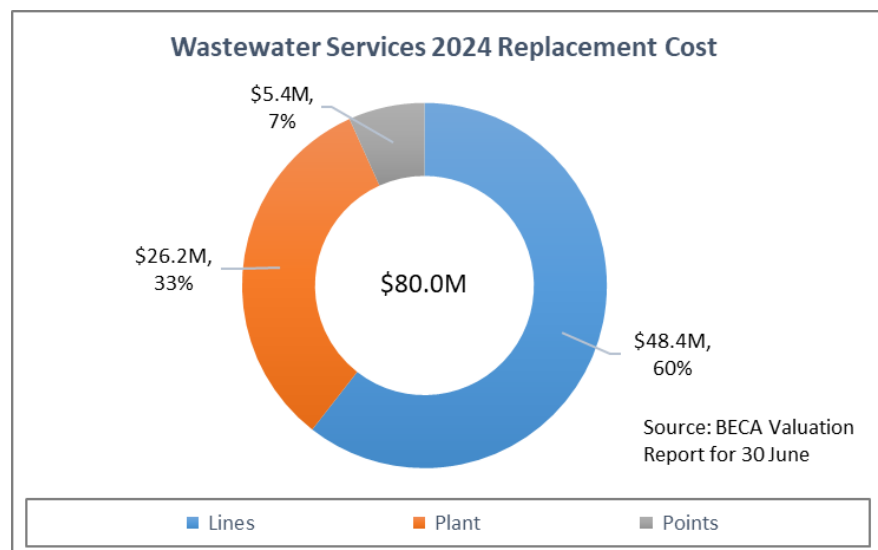 Wastewater Services 2024 Replacement Cost
$5.4M,
7%
$26.2M,
33%
$80.0M
$48.4M,
60%
Source: BECA Valuation
Report for 30 June
Lines
Plant
Points